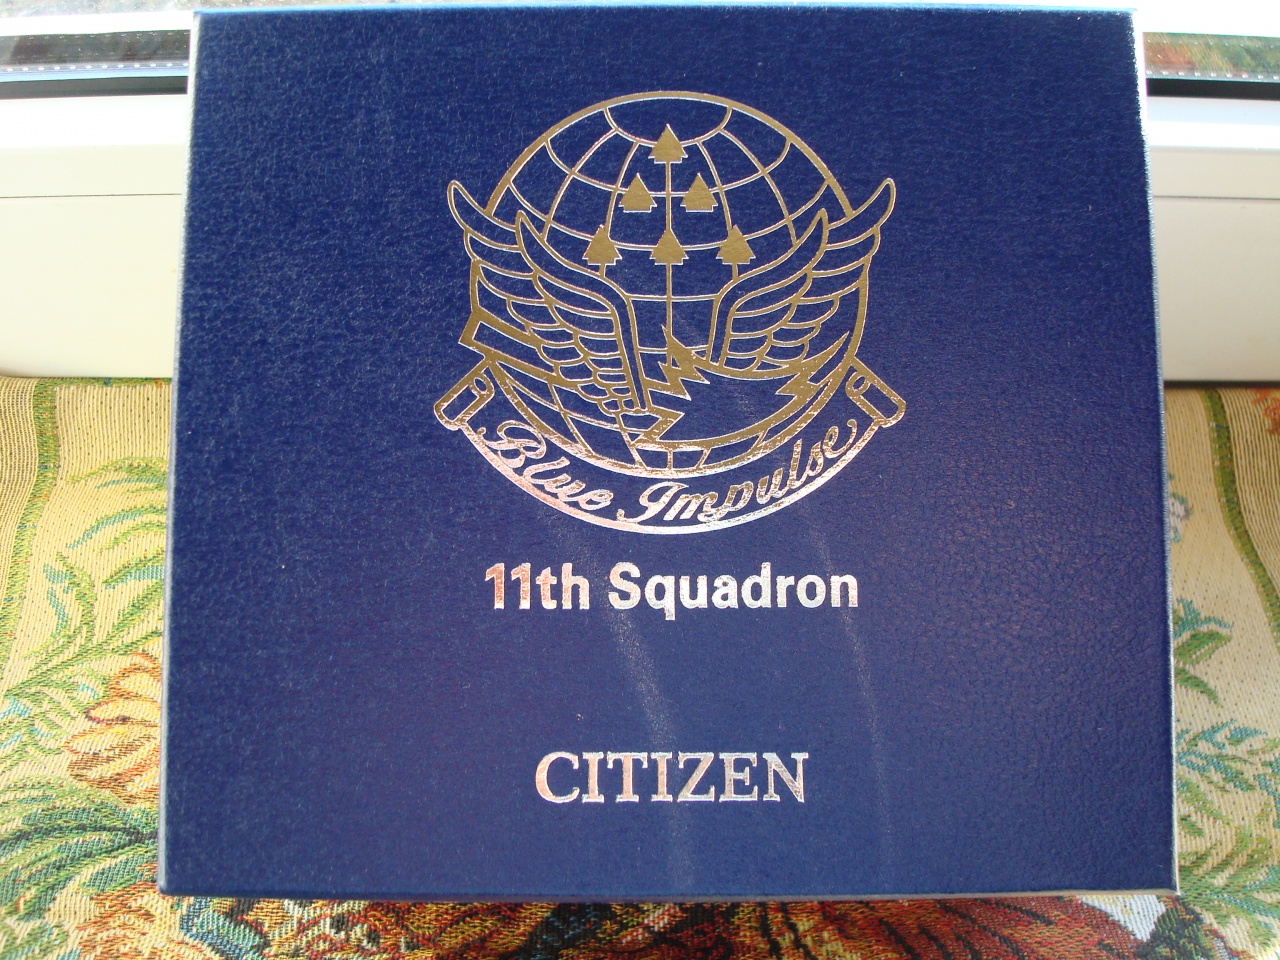 Blue Impulse
11th Squadron
CITIZEN